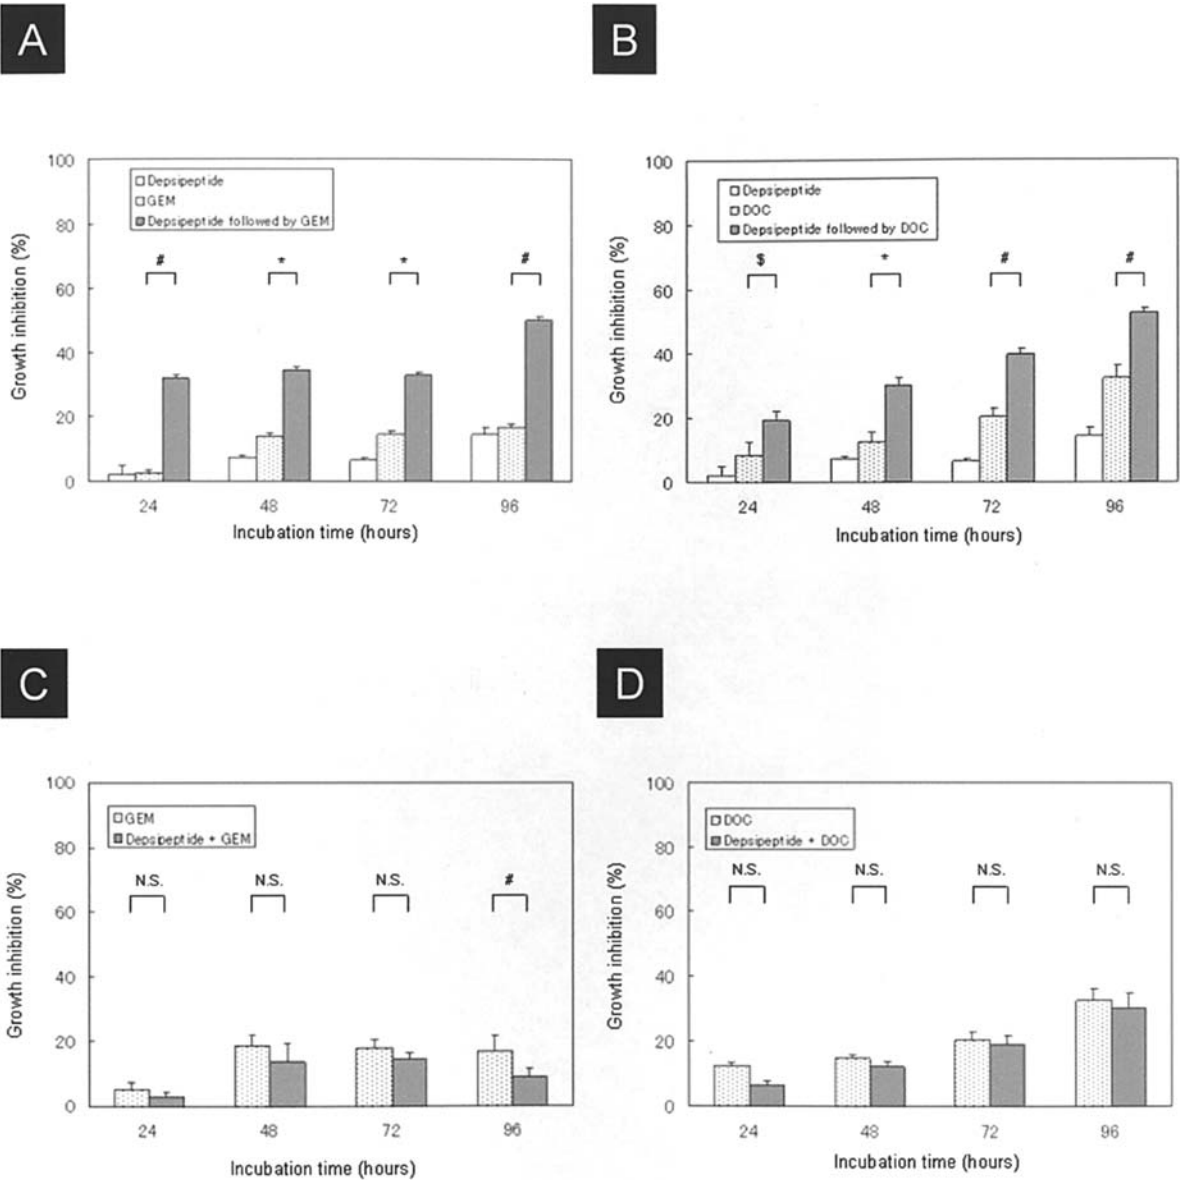 A
100
80
60
40
20
0
Growth inhibition (%)
Depsipeptide
GEM
Depsipeptide followed by GEM
# * * #
24 48 72 96
Incubation time (hours)
B
100
80
60
40
20
0
Growth inhibition (%)
Depsipeptide
DOC
Depsipeptide followed by DOC
$ * # #
24 48 72 96
Incubation time (hours)
C
100
80
60
40
20
0
Growth inhibition (%)
GEM
Depsipeptide + GEM
N.S. N.S. N.S. #
24 48 72 96
Incubation time (hours)
D
100
80
60
40
20
0
Growth inhibition (%)
DOC
Depsipeptide + DOC
N.S. N.S. N.S. N.S.
24 48 72 96
Incubation time (hours)